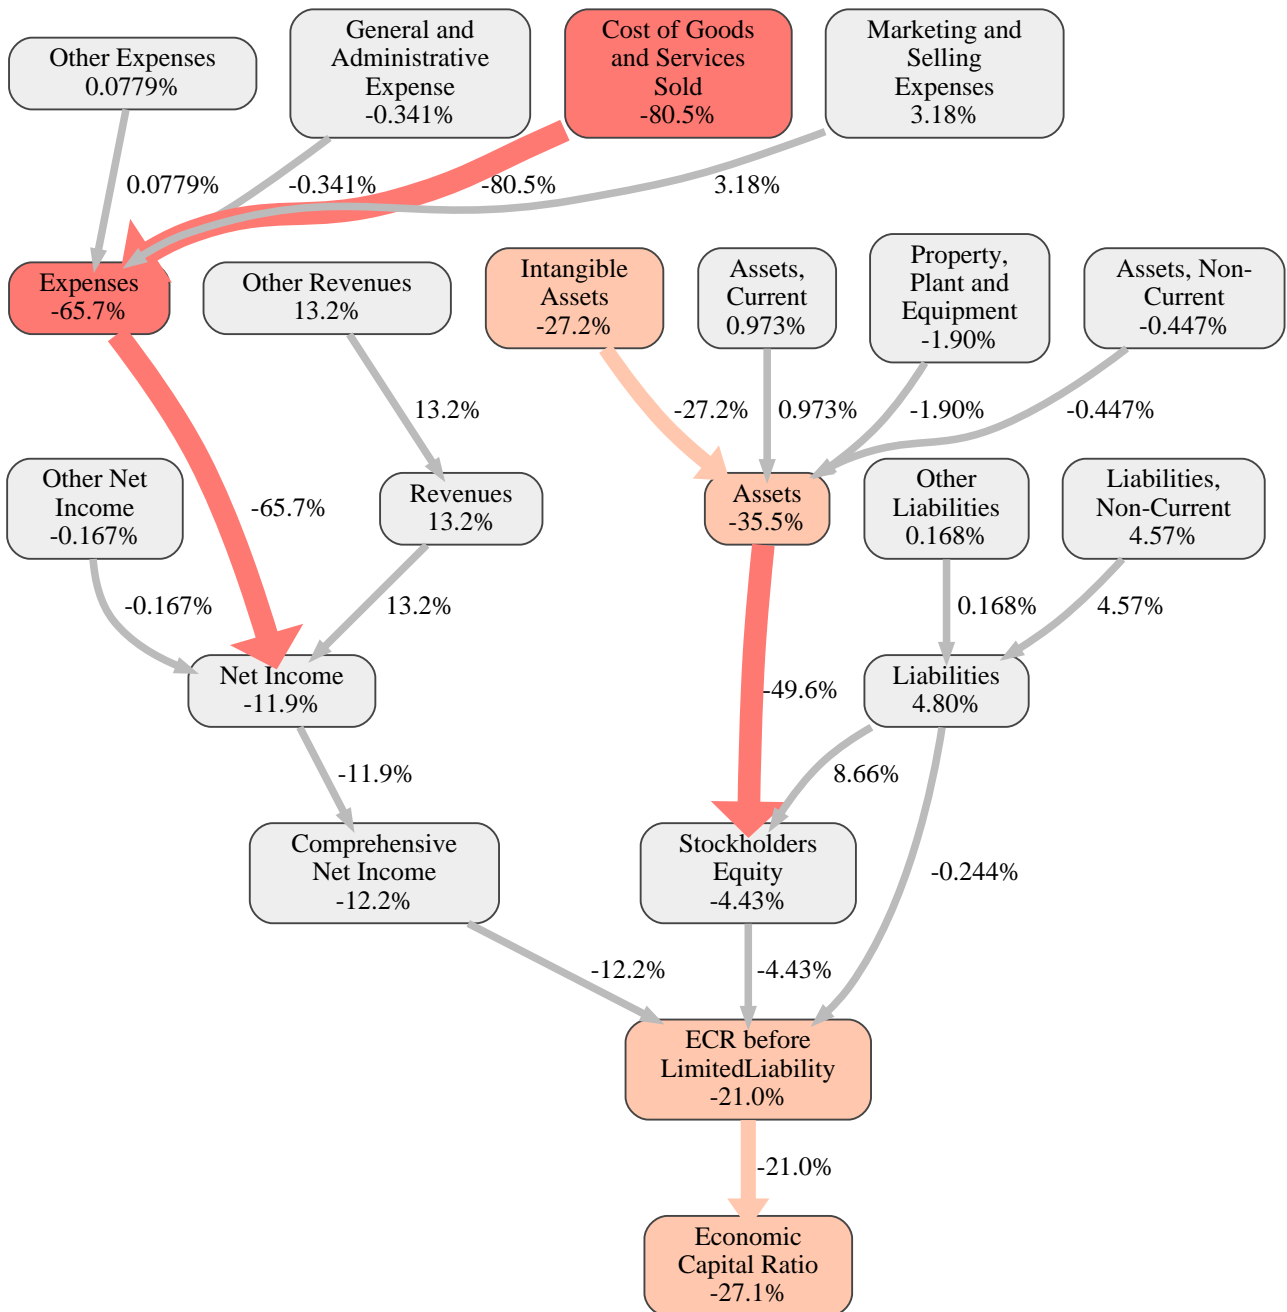 Other Expenses
0.0779%
General and
Administrative
Expense
-0.341%
Cost of Goods
and Services
Sold
-80.5%
Marketing and
Selling
Expenses
3.18%
0.0779%
-0.341%
-80.5%
3.18%
Expenses
-65.7%
Other Revenues
13.2%
Intangible
Assets
-27.2%
Assets,
Current
0.973%
Property,
Plant and
Equipment
-1.90%
Assets, Non-
Current
-0.447%
13.2%
-27.2%
0.973%
-1.90%
-0.447%
Other Net
Income
-0.167%
-65.7%
Revenues
13.2%
Assets
-35.5%
Other
Liabilities
0.168%
Liabilities,
Non-Current
4.57%
-0.167%
13.2%
0.168%
4.57%
Net Income
-11.9%
-49.6%
Liabilities
4.80%
-11.9%
8.66%
Comprehensive
Net Income
-12.2%
Stockholders
Equity
-4.43%
-0.244%
-12.2%
-4.43%
ECR before
LimitedLiability
-21.0%
-21.0%
Economic
Capital Ratio
-27.1%